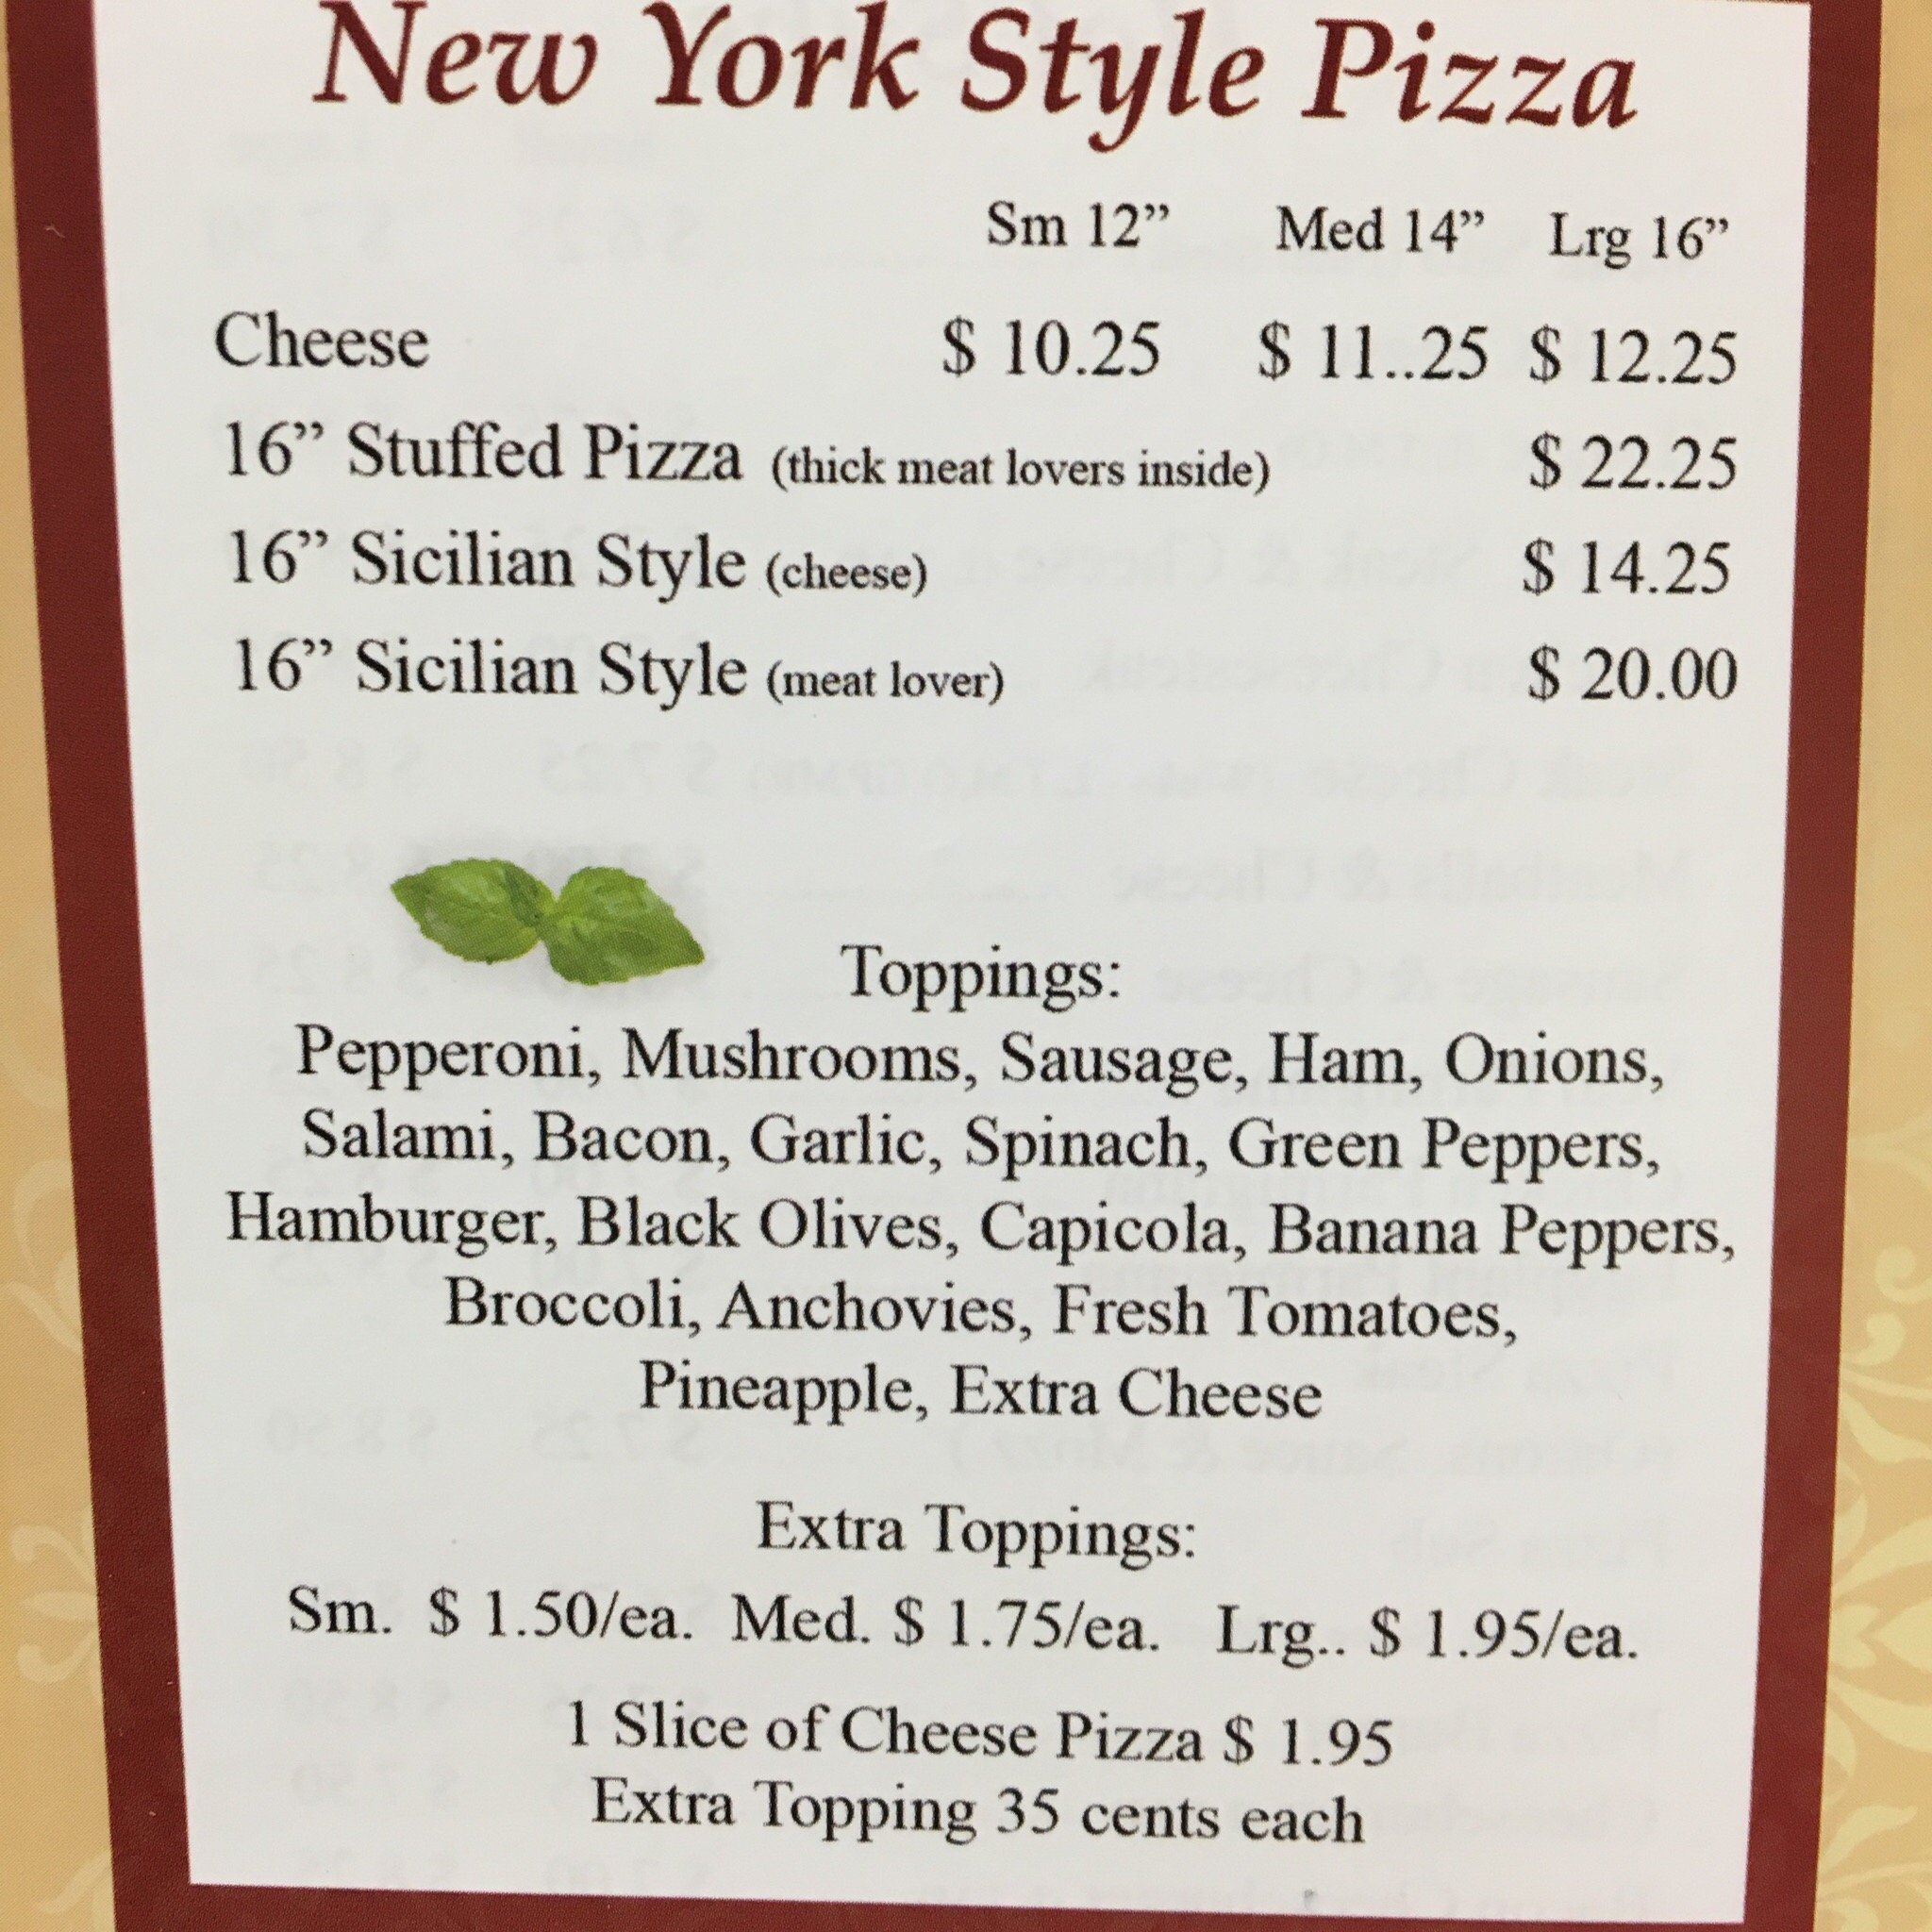 New York Style Pizza
Sm 12” Med 14” Lrg 16”
Cheese $ 10.25 $ 11..25 $ 12.25
16” Stuffed Pizza (thick meat lovers inside) $ 22.25
16” Sicilian Style (cheese) $ 14.25
16” Sicilian Style (meat lover) $ 20.00
Toppings:
Pepperoni, Mushrooms, Sausage, Ham, Onions,
Salami, Bacon, Garlic, Spinach, Green Peppers,
Hamburger, Black Olives, Capicola, Banana Peppers,
Broccoli, Anchovies, Fresh Tomatoes,
Pineapple, Extra Cheese
Extra Toppings:
Sm. $ 1.50/ea. Med. $ 1.75/ea. Lrg.. $ 1.95/ea.
1 Slice of Cheese Pizza $ 1.95
Extra Topping 35 cents each